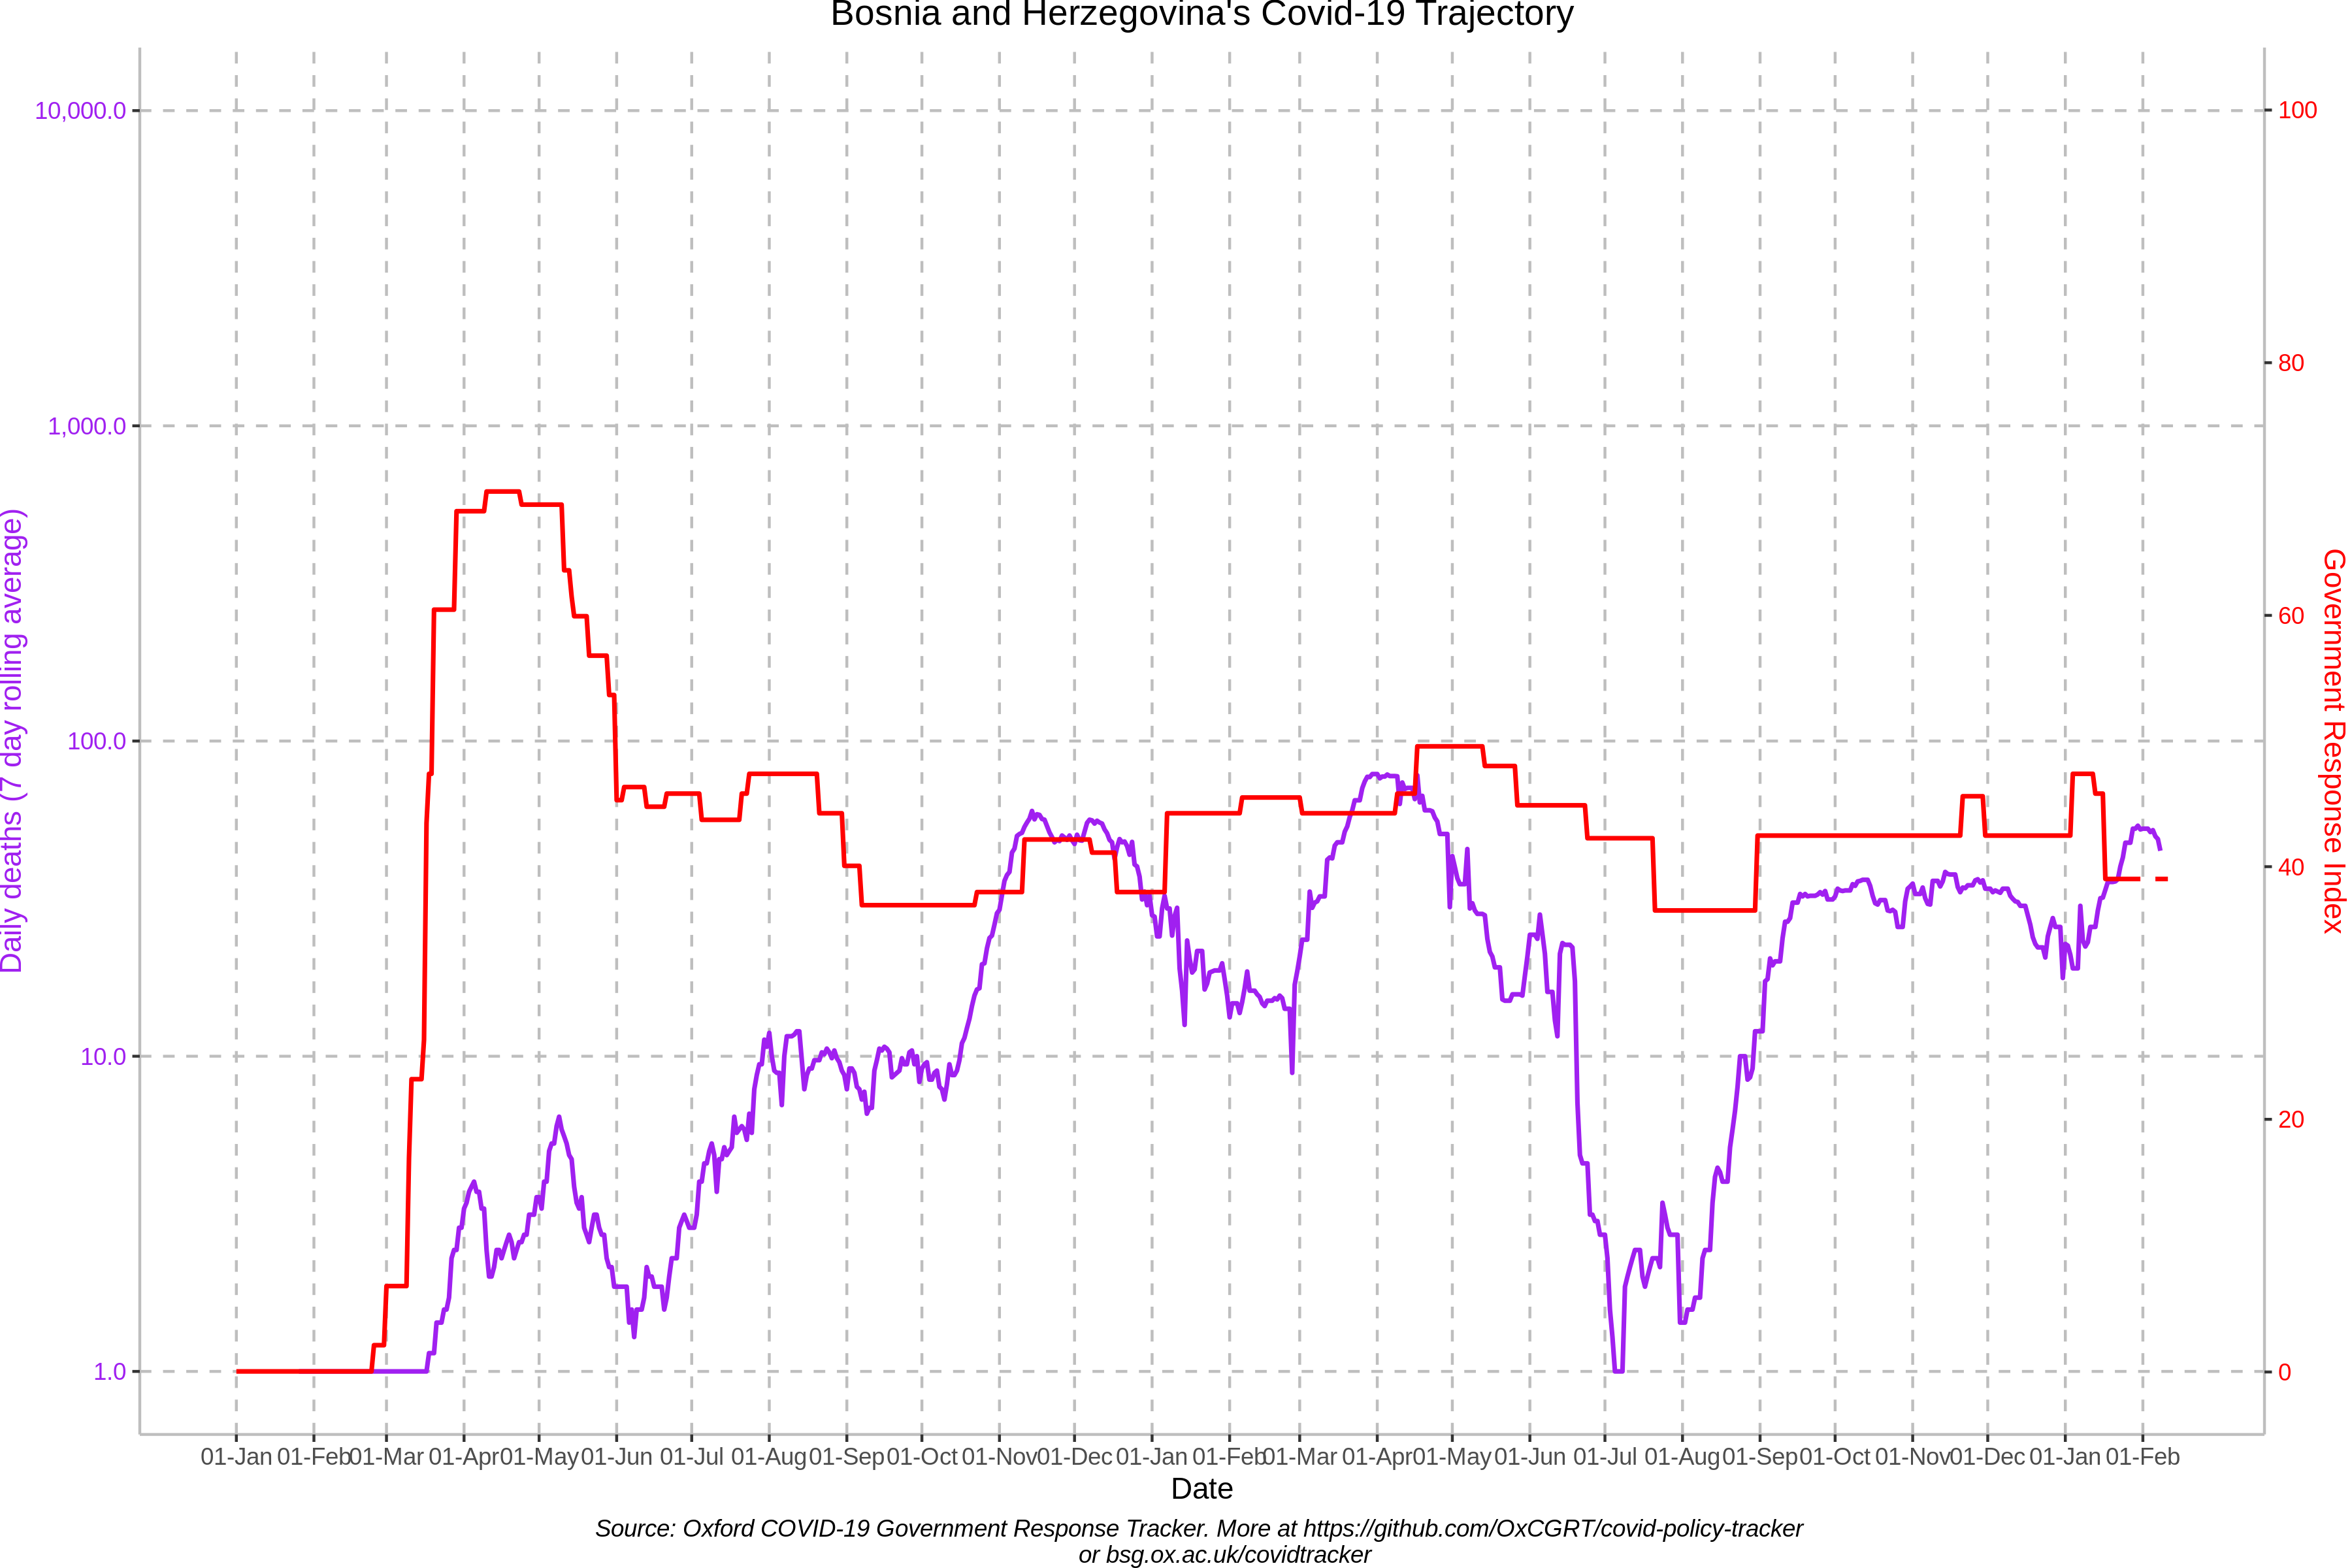 Bosnia and Herzegovina's Covid-19 Trajectory
10,000.0
1,000.0
100.0
10.0
1.0
Daily deaths (7 day rolling average)
100
80
60
40
20
0
Government Response Index
01-Jan 01-Feb 01-Mar 01-Apr 01-May 01-Jun 01-Jul 01-Aug 01-Sep 01-Oct 01-Nov 01-Dec 01-Jan 01-Feb 01-Mar 01-Apr 01-May 01-Jun 01-Jul 01-Aug 01-Sep 01-Oct 01-Nov 01-Dec 01-Jan 01-Feb
Date
Source: Oxford COVID-19 Government Response Tracker. More at https://github.com/OxCGRT/covid-policy-tracker
or bsg.ox.ac.uk/covidtracker